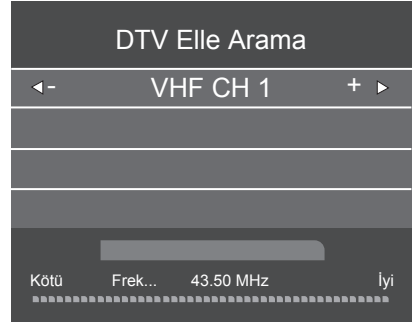 DTV Elle Arama
- VHF CH 1 +
Kötü Frek... 43.50 MHz İyi